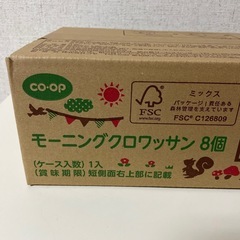 co·op
FSC
www.fsc.org
ミックス
パッケージ | 責任ある
森林管理を支えています
FSC® C126809
モーニングクロワッサン 8個
(ケース入数) 1入
(賞味期限) 短側面右上部に記載